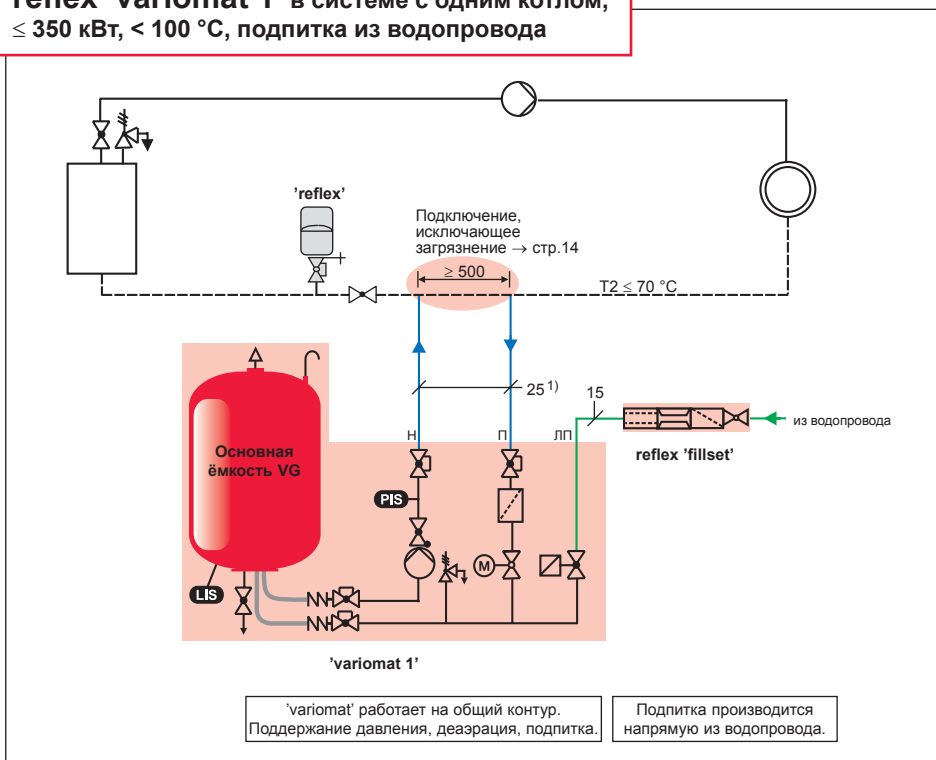 reflex 'variomat 1' в системе с одним котлом,
≤ 350 кВт, < 100 °C, подпитка из водопровода
'reflex'
Подключение,
исключающее
загрязнение → стр.14
≥ 500
T2 ≤ 70 °C
25 1)
15
из водопровода
Н
П
ЛП
reflex 'fillset'
Основная
ёмкость VG
PIS
M
LIS
'variomat 1'
'variomat' работает на общий контур.
Поддержание давления, деаэрация, подпитка.
Подпитка производится
напрямую из водопровода.